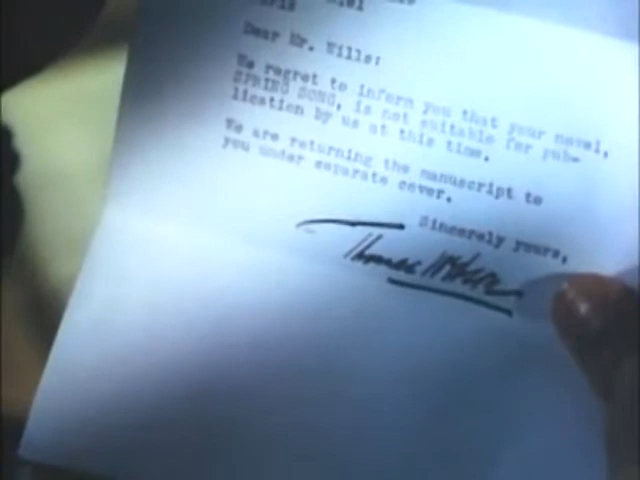 Dear Mr. Wills:
We regret to inform you that your novel,
SPRING SONG, is not suitable for pub-
lication by us at this time.
We are returning the manuscript to
you under separate cover.
Sincerely yours,
Thomas